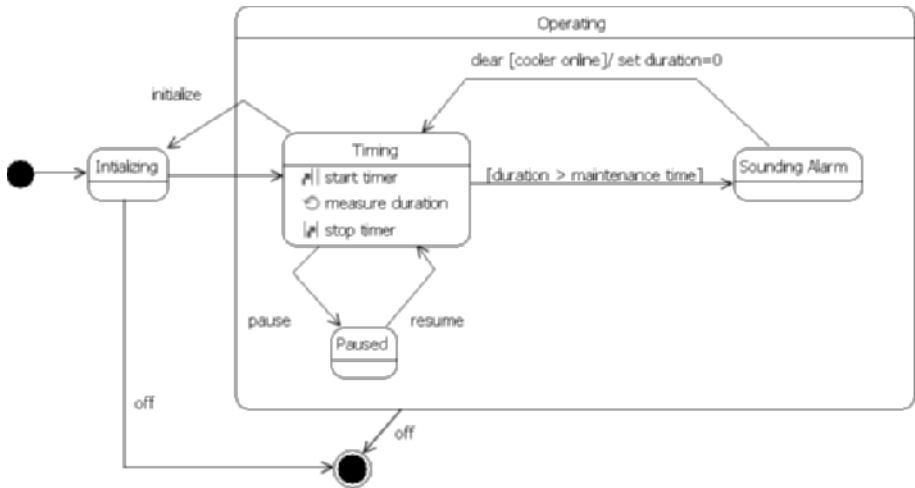 Operating
clear [cooler online]/ set duration=0
initialize
Intializing
Timing
start timer
measure duration
stop timer
[duration > maintenance time]
Sounding Alarm
pause
resume
Paused
off
off